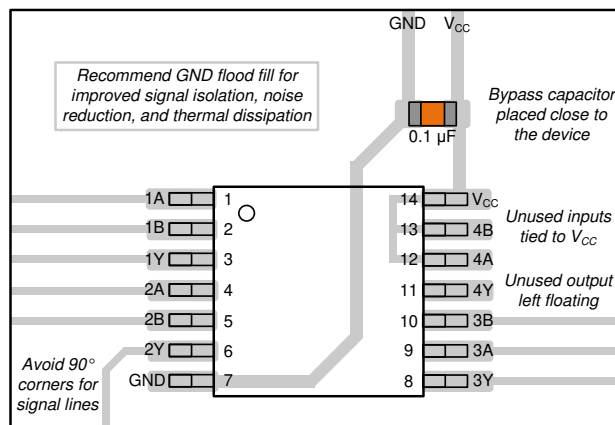 GND
VCC
Recommend GND flood fill for
improved signal isolation, noise
reduction, and thermal dissipation
Bypass capacitor
placed close to
the device
0.1 µF
1A 1 14 VCC
1B 2 13 4B
1Y 3 12 4A
2A 4 11 4Y
2B 5 10 3B
2Y 6 9 3A
GND 7 8 3Y
Unused inputs
tied to VCC
Unused output
left floating
Avoid 90°
corners for
signal lines